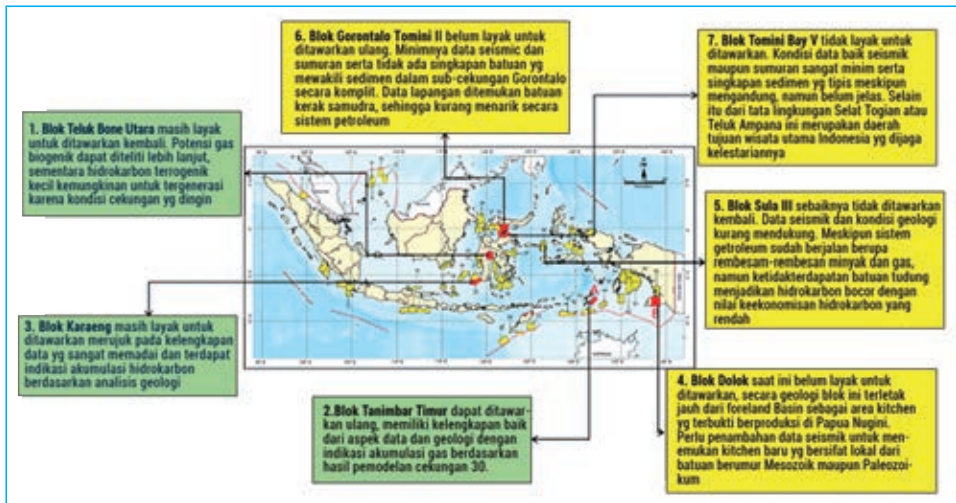 6. Blok Gorontalo Tomini II belum layak untuk
ditawarkan ulang. Minimnya data seismic dan
sumuran serta tidak ada singkapan batuan yg
mewakili sedimen dalam sub-cekungan Gorontalo
secara komplit. Data lapangan ditemukan batuan
kerak samudra, sehingga kurang menarik secara
sistem petroleum
7. Blok Tomini Bay V tidak layak untuk
ditawarkan. Kondisi data baik seismik
maupun sumuran sangat minim serta
singkapan sedimen yg tipis meskipun
mengandung, namun belum jelas. Selain
itu dari tata lingkungan Selat Togian atau
Teluk Ampana ini merupakan daerah
tujuan wisata utama Indonesia yg dijaga
kelestariannya
1. Blok Teluk Bone Utara masih layak
untuk ditawarkan kembali. Potensi gas
biogenik dapat diteliti lebih lanjut,
sementara hidrokarbon terrogenik
kecil kemungkinan untuk tergenerasi
karena kondisi cekungan yg dingin
5. Blok Sula III sebaiknya tidak ditawarkan
kembali. Data seismik dan kondisi geologi
kurang mendukung. Meskipun sistem
getroleum sudah berjalan berupa
rembesam-rembesan minyak dan gas,
namun ketidakterdapatan batuan tudung
menjadikan hidrokarbon bocor dengan
nilai keekonomisan hidrokarbon yang
rendah
3. Blok Karaeng masih layak untuk
ditawarkan merujuk pada kelengkapan
data yg sangat memadai dan terdapat
indikasi akumulasi hidrokarbon
berdasarkan analisis geologi
2.Blok Tanimbar Timur dapat ditawar-
kan ulang, memiliki kelengkapan baik
dari aspek data dan geologi dengan
indikasi akumulasi gas berdasarkan
hasil pemodelan cekungan 30.
4. Blok Dolok saat ini belum layak untuk
ditawarkan, secara geologi blok ini terletak
jauh dari foreland Basin sebagai area kitchen
yg terbukti berproduksi di Papua Nugini.
Perlu penambahan data seismik untuk men-
emukan kitchen baru yg bersifat lokal dari
batuan berumur Mesozoik maupun Paleozoi-
kum